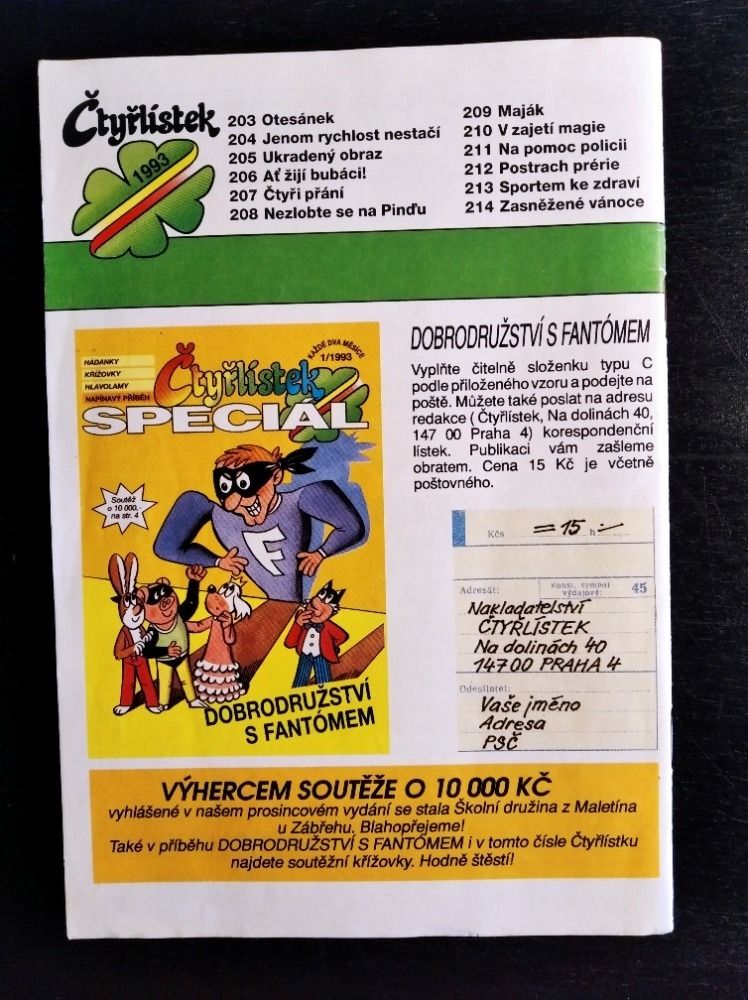 Čtyřlístek
1993
203 Otesánek
204 Jenom rychlost nestačí
205 Ukradený obraz
206 Ať žijí bubáci!
207 Čtyři přání
208 Nezlobte se na Pinďu
209 Maják
210 V zajetí magie
211 Na pomoc policii
212 Postrach prérie
213 Sportem ke zdraví
214 Zasněžené vánoce
HÁDANKY
KŘÍŽOVKY
HLAVOLAMY
NAPÍNAVÝ PŘÍBĚH
KAŽDÉ DVA MĚSÍCE
1/1993
Čtyřlístek
SPECIÁL
Soutěž
o 10 000,-
na str. 4
F
DOBRODRUŽSTVÍ
S FANTÓMEM
DOBRODRUŽSTVÍ S FANTÓMEM
Vyplňte čitelně složenku typu C
podle přiloženého vzoru a podejte na
poště. Můžete také poslat na adresu
redakce ( Čtyřlístek, Na dolinách 40,
147 00 Praha 4) korespondenční
lístek. Publikaci vám zašleme
obratem. Cena 15 Kč je včetně
poštovného.
Kčs =15 h -
Adresát:
Konst. symbol
výdajový: 45
Nakladatelství
ČTYŘLÍSTEK
Na dolinách 40
147 00 PRAHA 4
Odesílatel:
Vaše jméno
Adresa
PSČ
VÝHERCEM SOUTĚŽE O 10 000 KČ
vyhlášené v našem prosincovém vydání se stala Školní družina z Maletína
u Zábřehu. Blahopřejeme!
Také v příběhu DOBRODRUŽSTVÍ S FANTÓMEM i v tomto čísle Čtyřlístku
najdete soutěžní křížovky. Hodně štěstí!